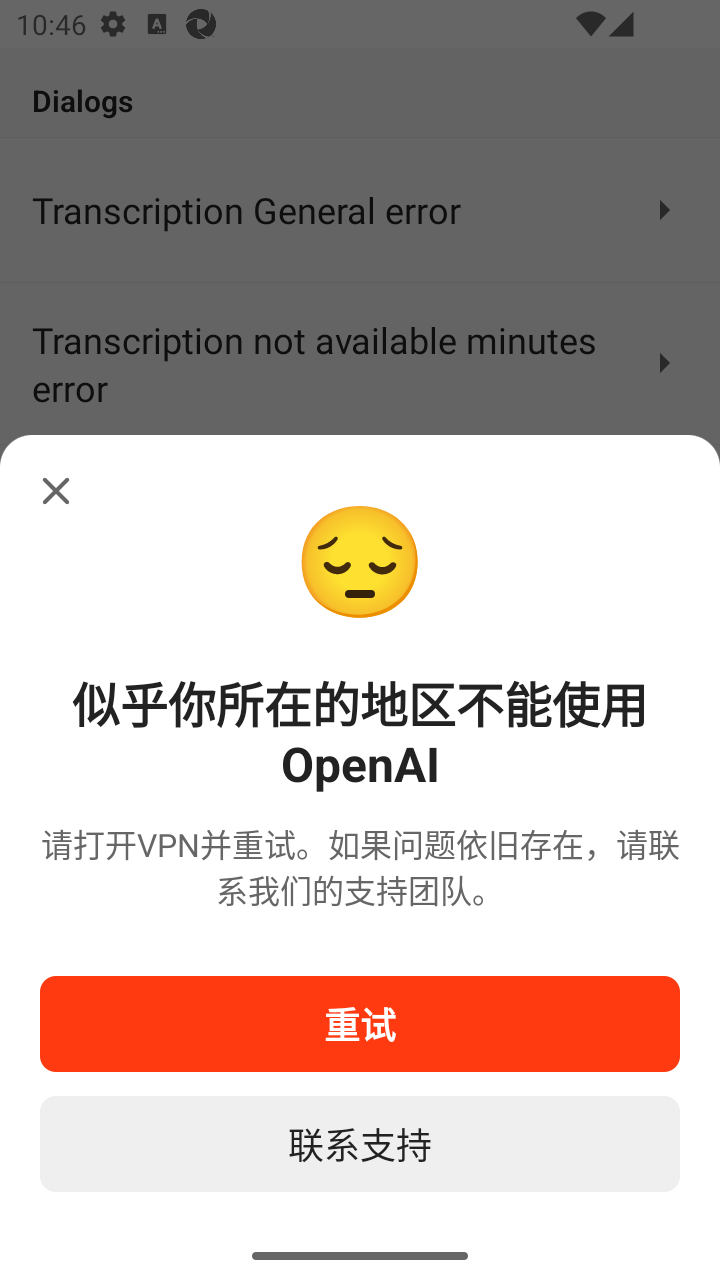 10:46
Dialogs
Transcription General error
Transcription not available minutes
error
似乎你所在的地区不能使用
OpenAI
请打开VPN并重试。如果问题依旧存在，请联
系我们的支持团队。
重试
联系支持